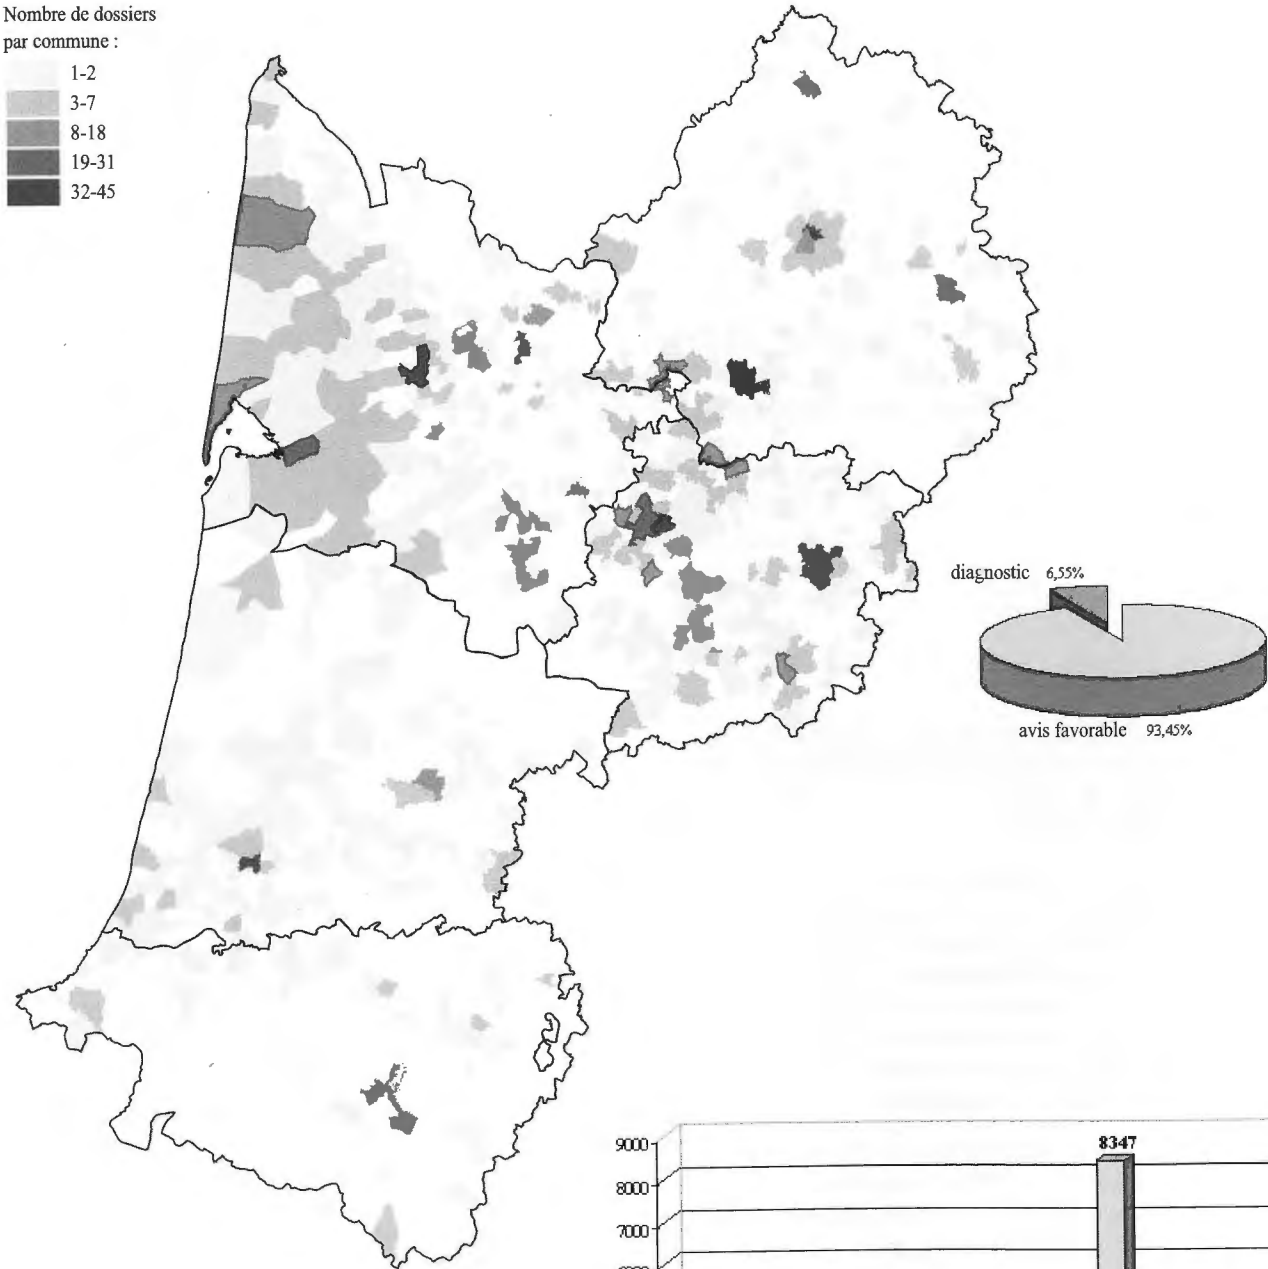 Nombre de dossiers
par commune :
1-2
3-7
8-18
19-31
32-45
diagnostic 6,55%
avis favorable 93,45%
9000
8347
8000
7000